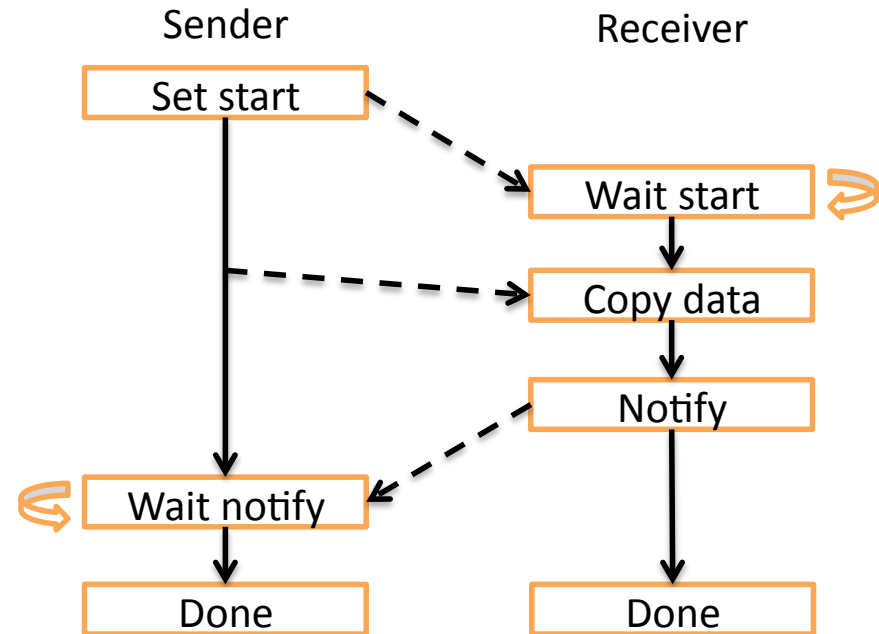 Sender
Receiver
Set start
Wait start
Copy data
Notify
Wait notify
Done
Done